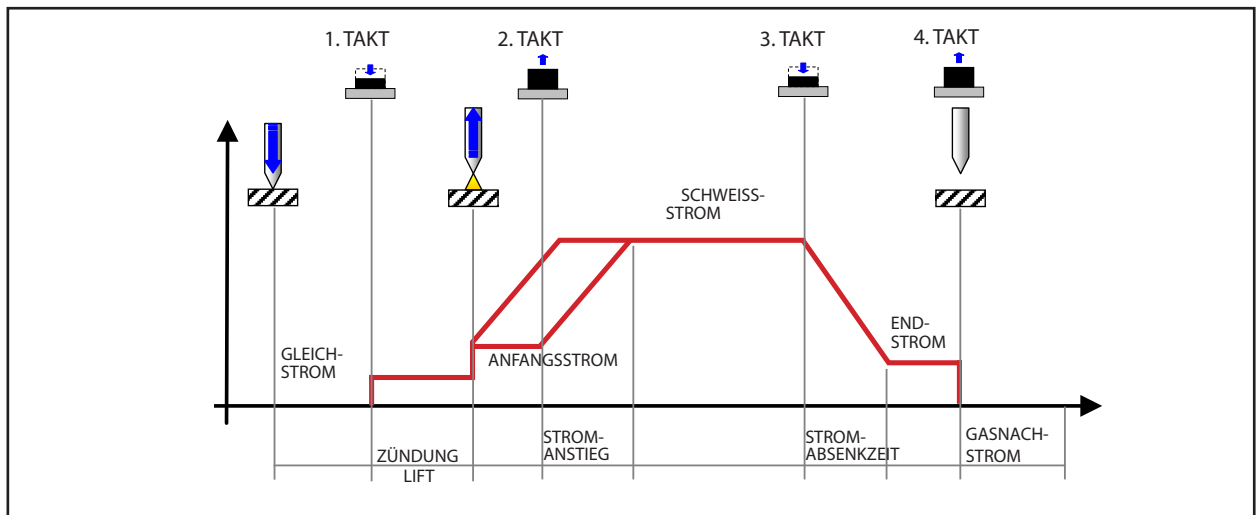 1. TAKT
2. TAKT
3. TAKT
4. TAKT
SCHWEISS-
STROM
GLEICH-
STROM
ANFANGSSTROM
END-
STROM
ZÜNDUNG
LIFT
STROM-
ANSTIEG
STROM-
ABSENKZEIT
GASNACH-
STROM